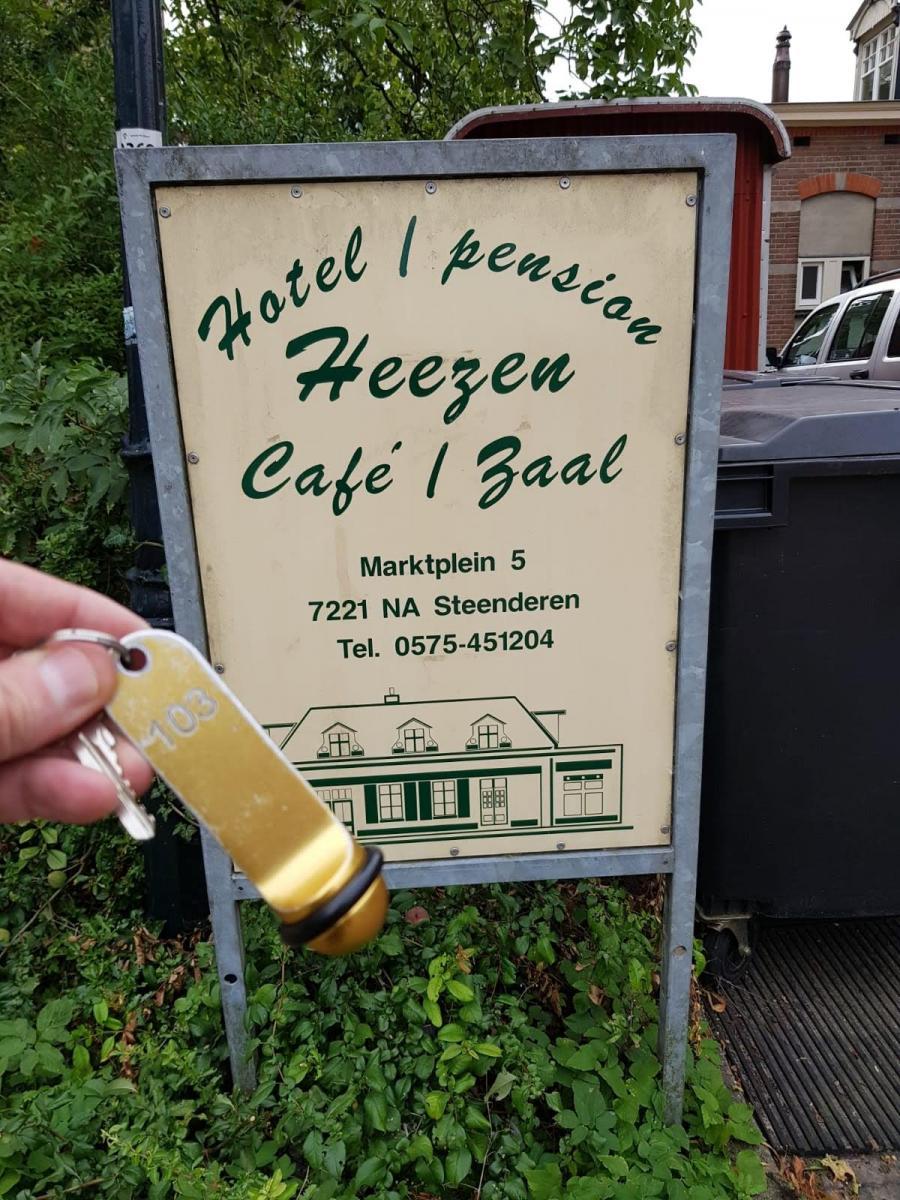 Hotel / pension
Heezen
Café / Zaal
Marktplein 5
7221 NA Steenderen
Tel. 0575-451204
103